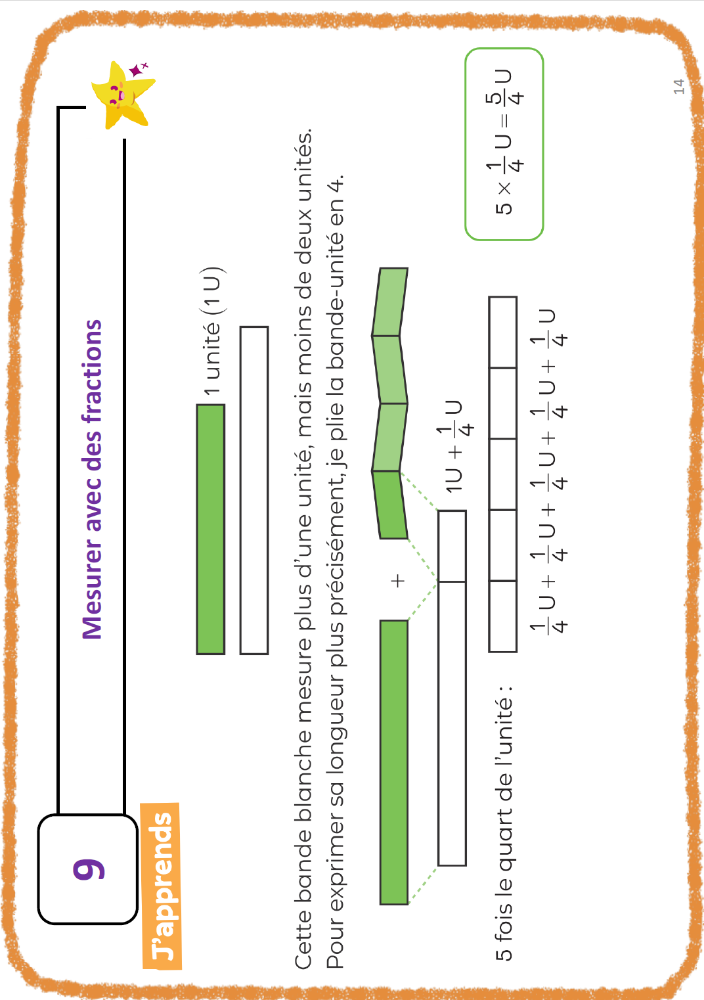 9
Mesurer avec des fractions
J'apprends
1 unité (1 U)
Cette bande blanche mesure plus d'une unité, mais moins de deux unités.
Pour exprimer sa longueur plus précisément, je plie la bande-unité en 4.
+
1U + 1/4 U
5 fois le quart de l'unité :
1/4 U + 1/4 U + 1/4 U + 1/4 U + 1/4 U
5 × 1/4 U = 5/4 U
14